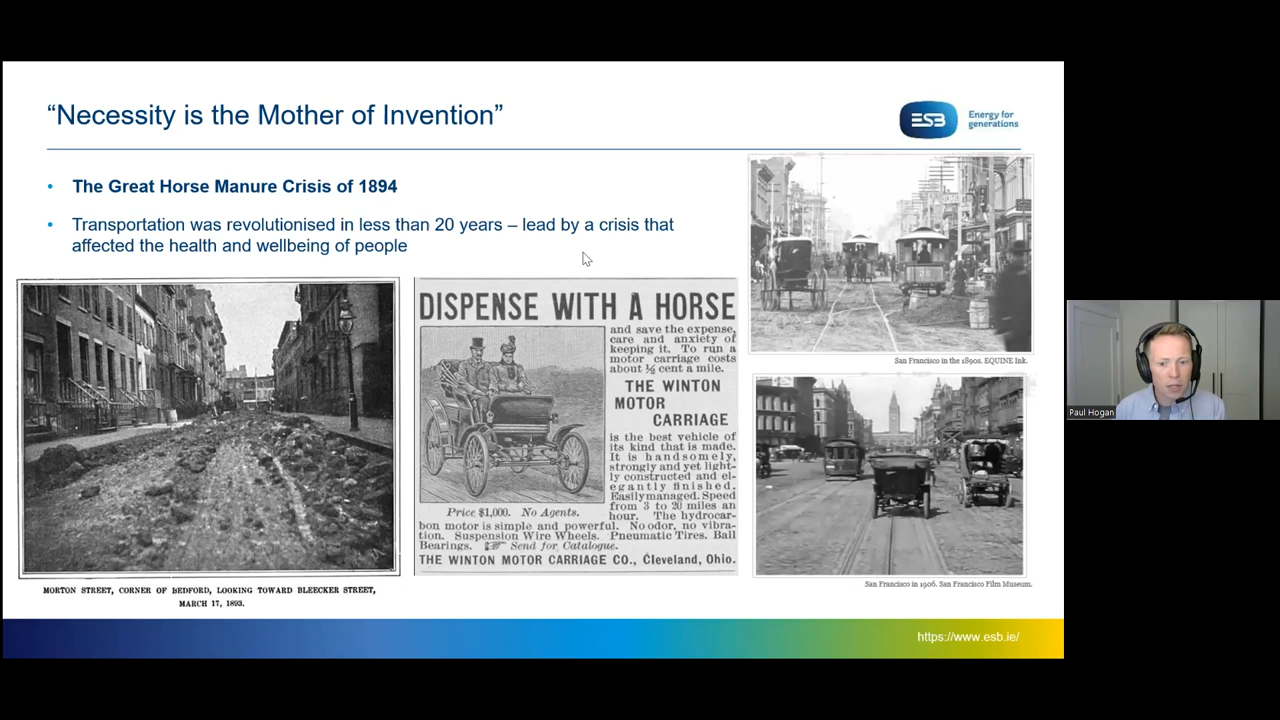 “Necessity is the Mother of Invention”
ESB
Energy for
generations
• The Great Horse Manure Crisis of 1894
• Transportation was revolutionised in less than 20 years – lead by a crisis that
affected the health and wellbeing of people
MORTON STREET, CORNER OF BEDFORD, LOOKING TOWARD BLEECKER STREET,
MARCH 17, 1893.
DISPENSE WITH A HORSE
and save the expense,
care and anxiety of
keeping it. To run a
motor carriage costs
about ½ cent a mile.
THE WINTON
MOTOR
CARRIAGE
is the best vehicle of
its kind that is made.
It is handsomely,
strongly and yet light-
ly constructed and el-
egantly finished.
Easily managed. Speed
from 3 to 20 miles an
hour. The hydrocar-
Price $1,000. No Agents.
bon motor is simple and powerful. No odor, no vibra-
tion. Suspension Wire Wheels. Pneumatic Tires. Ball
Bearings. ☞ Send for Catalogue.
THE WINTON MOTOR CARRIAGE CO., Cleveland, Ohio.
San Francisco in the 1890s. EQUINE Ink.
San Francisco in 1906. San Francisco Film Museum.
https://www.esb.ie/
Paul Hogan